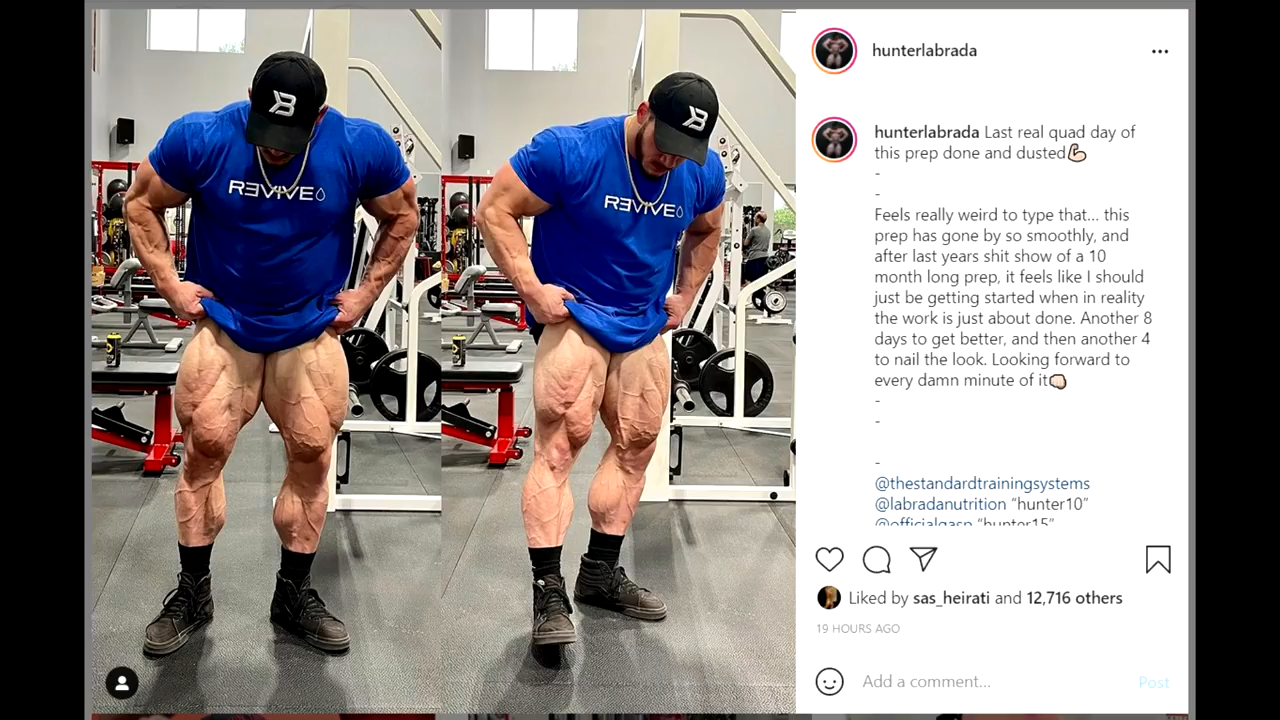 hunterlabrada
hunterlabrada Last real quad day of
this prep done and dusted💪🏻
-
-
Feels really weird to type that... this
prep has gone by so smoothly, and
after last years shit show of a 10
month long prep, it feels like I should
just be getting started when in reality
the work is just about done. Another 8
days to get better, and then another 4
to nail the look. Looking forward to
every damn minute of it👊🏻
-
-
-
@thestandardtrainingsystems
@labradanutrition “hunter10”
@officialgasp “hunter15”
Liked by sas_heirati and 12,716 others
19 HOURS AGO
Add a comment...
Post
REVIVE
REVIVE